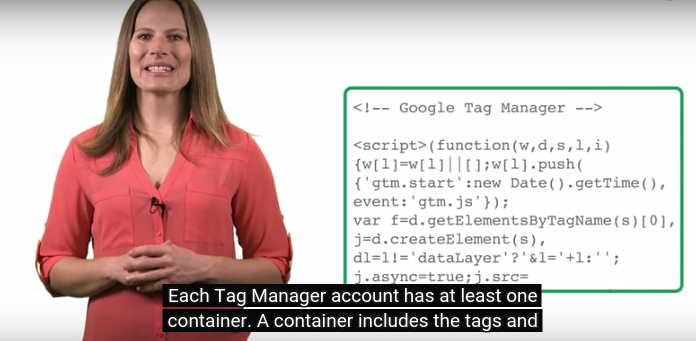 <!-- Google Tag Manager -->
<script>(function(w,d,s,l,i)
{w[l]=w[l]||[];w[l].push(
{'gtm.start':new Date().getTime(),
event:'gtm.js'});
var f=d.getElementsByTagName(s)[0],
j=d.createElement(s),
dl=l!='dataLayer'?'&l='+l:'';
j.async=true;j.src=
Each Tag Manager account has at least one
container. A container includes the tags and